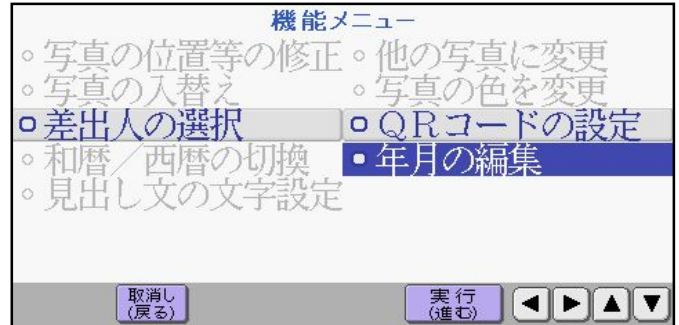 機能メニュー
写真の位置等の修正
他の写真に変更
写真の入替え
写真の色を変更
差出人の選択
QRコードの設定
和暦／西暦の切換
年月の編集
見出し文の文字設定
取消し
(戻る)
実行
(進む)
◀ ▶ ▲ ▼